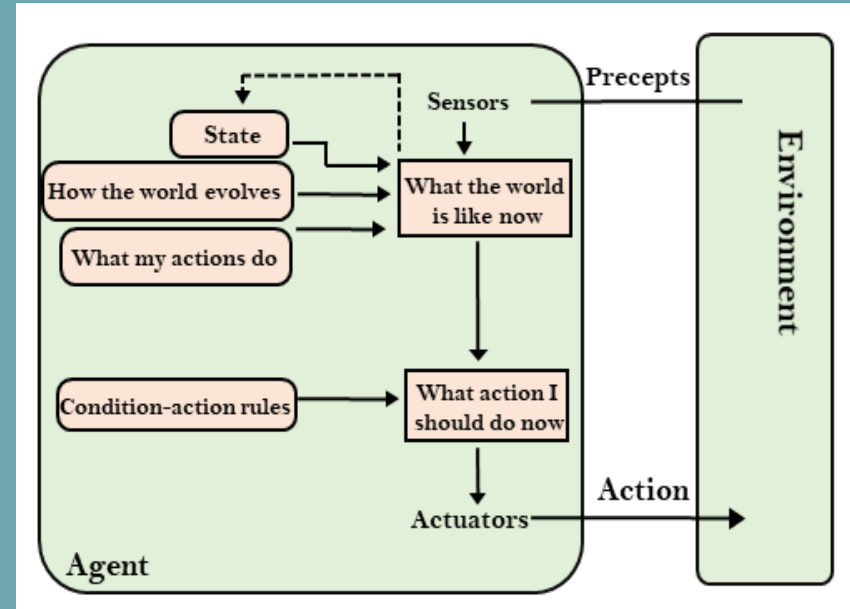 Precepts
Sensors
State
How the world evolves
What the world
is like now
What my actions do
Environment
Condition-action rules
What action I
should do now
Action
Actuators
Agent